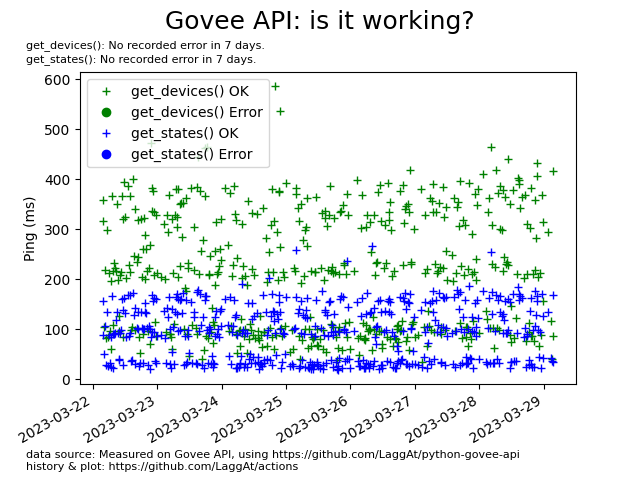 Govee API: is it working?
get_devices(): No recorded error in 7 days.
get_states(): No recorded error in 7 days.
get_devices() OK
get_devices() Error
get_states() OK
get_states() Error
Ping (ms)
600
500
400
300
200
100
0
2023-03-22
2023-03-23
2023-03-24
2023-03-25
2023-03-26
2023-03-27
2023-03-28
2023-03-29
data source: Measured on Govee API, using https://github.com/LaggAt/python-govee-api
history & plot: https://github.com/LaggAt/actions